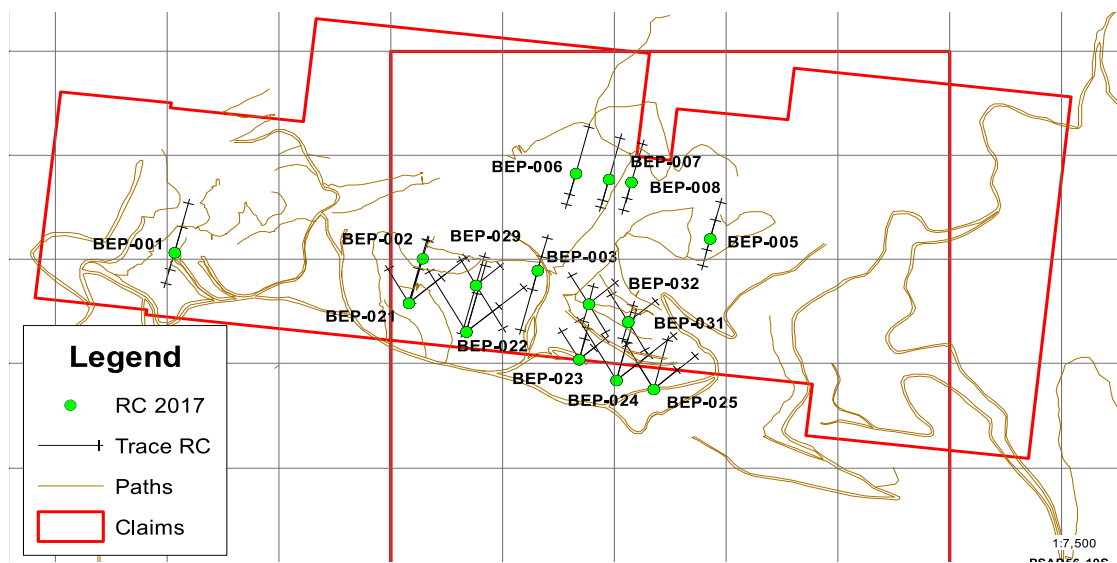 BEP-007
BEP-006
BEP-008
BEP-029
BEP-002
BEP-001
BEP-005
BEP-003
BEP-032
BEP-021
BEP-031
BEP-022
BEP-023
BEP-024
BEP-025
Legend
RC 2017
Trace RC
Paths
Claims
1:7,500